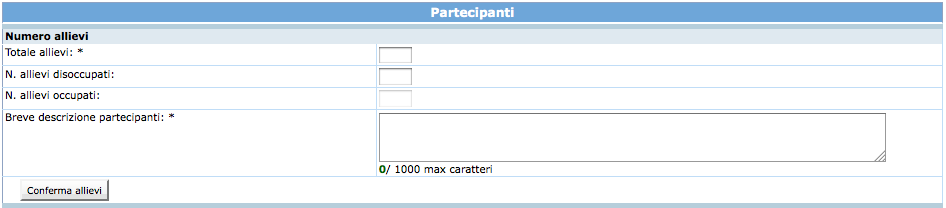 Partecipanti
Numero allievi
Totale allievi: *
N. allievi disoccupati:
N. allievi occupati:
Breve descrizione partecipanti: *
0/ 1000 max caratteri
Conferma allievi